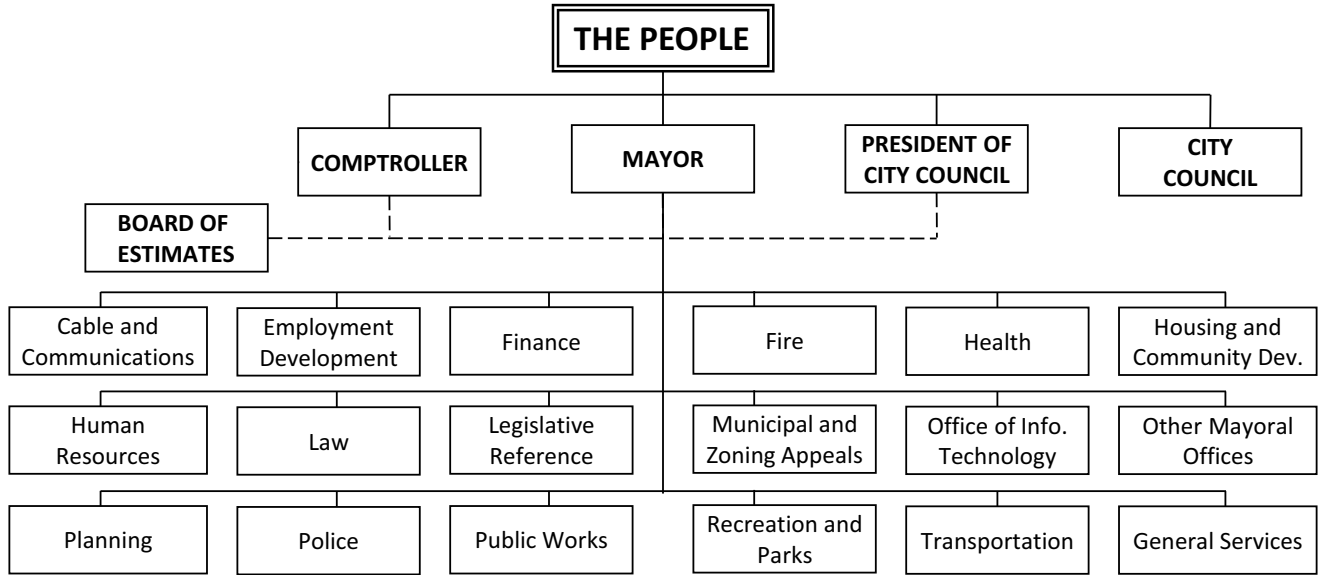 THE PEOPLE
COMPTROLLER
MAYOR
PRESIDENT OF
CITY COUNCIL
CITY
COUNCIL
BOARD OF
ESTIMATES
Cable and
Communications
Employment
Development
Finance
Fire
Health
Housing and
Community Dev.
Human
Resources
Law
Legislative
Reference
Municipal and
Zoning Appeals
Office of Info.
Technology
Other Mayoral
Offices
Planning
Police
Public Works
Recreation and
Parks
Transportation
General Services